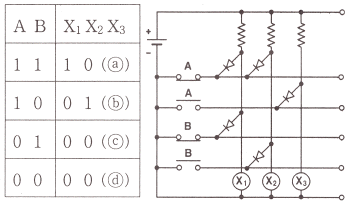 A B X₁ X₂ X₃
1 1 1 0 (ⓐ)
1 0 0 1 (ⓑ)
0 1 0 0 (ⓒ)
0 0 0 0 (ⓓ)
+
−
A
A
B
B
X₁ X₂ X₃